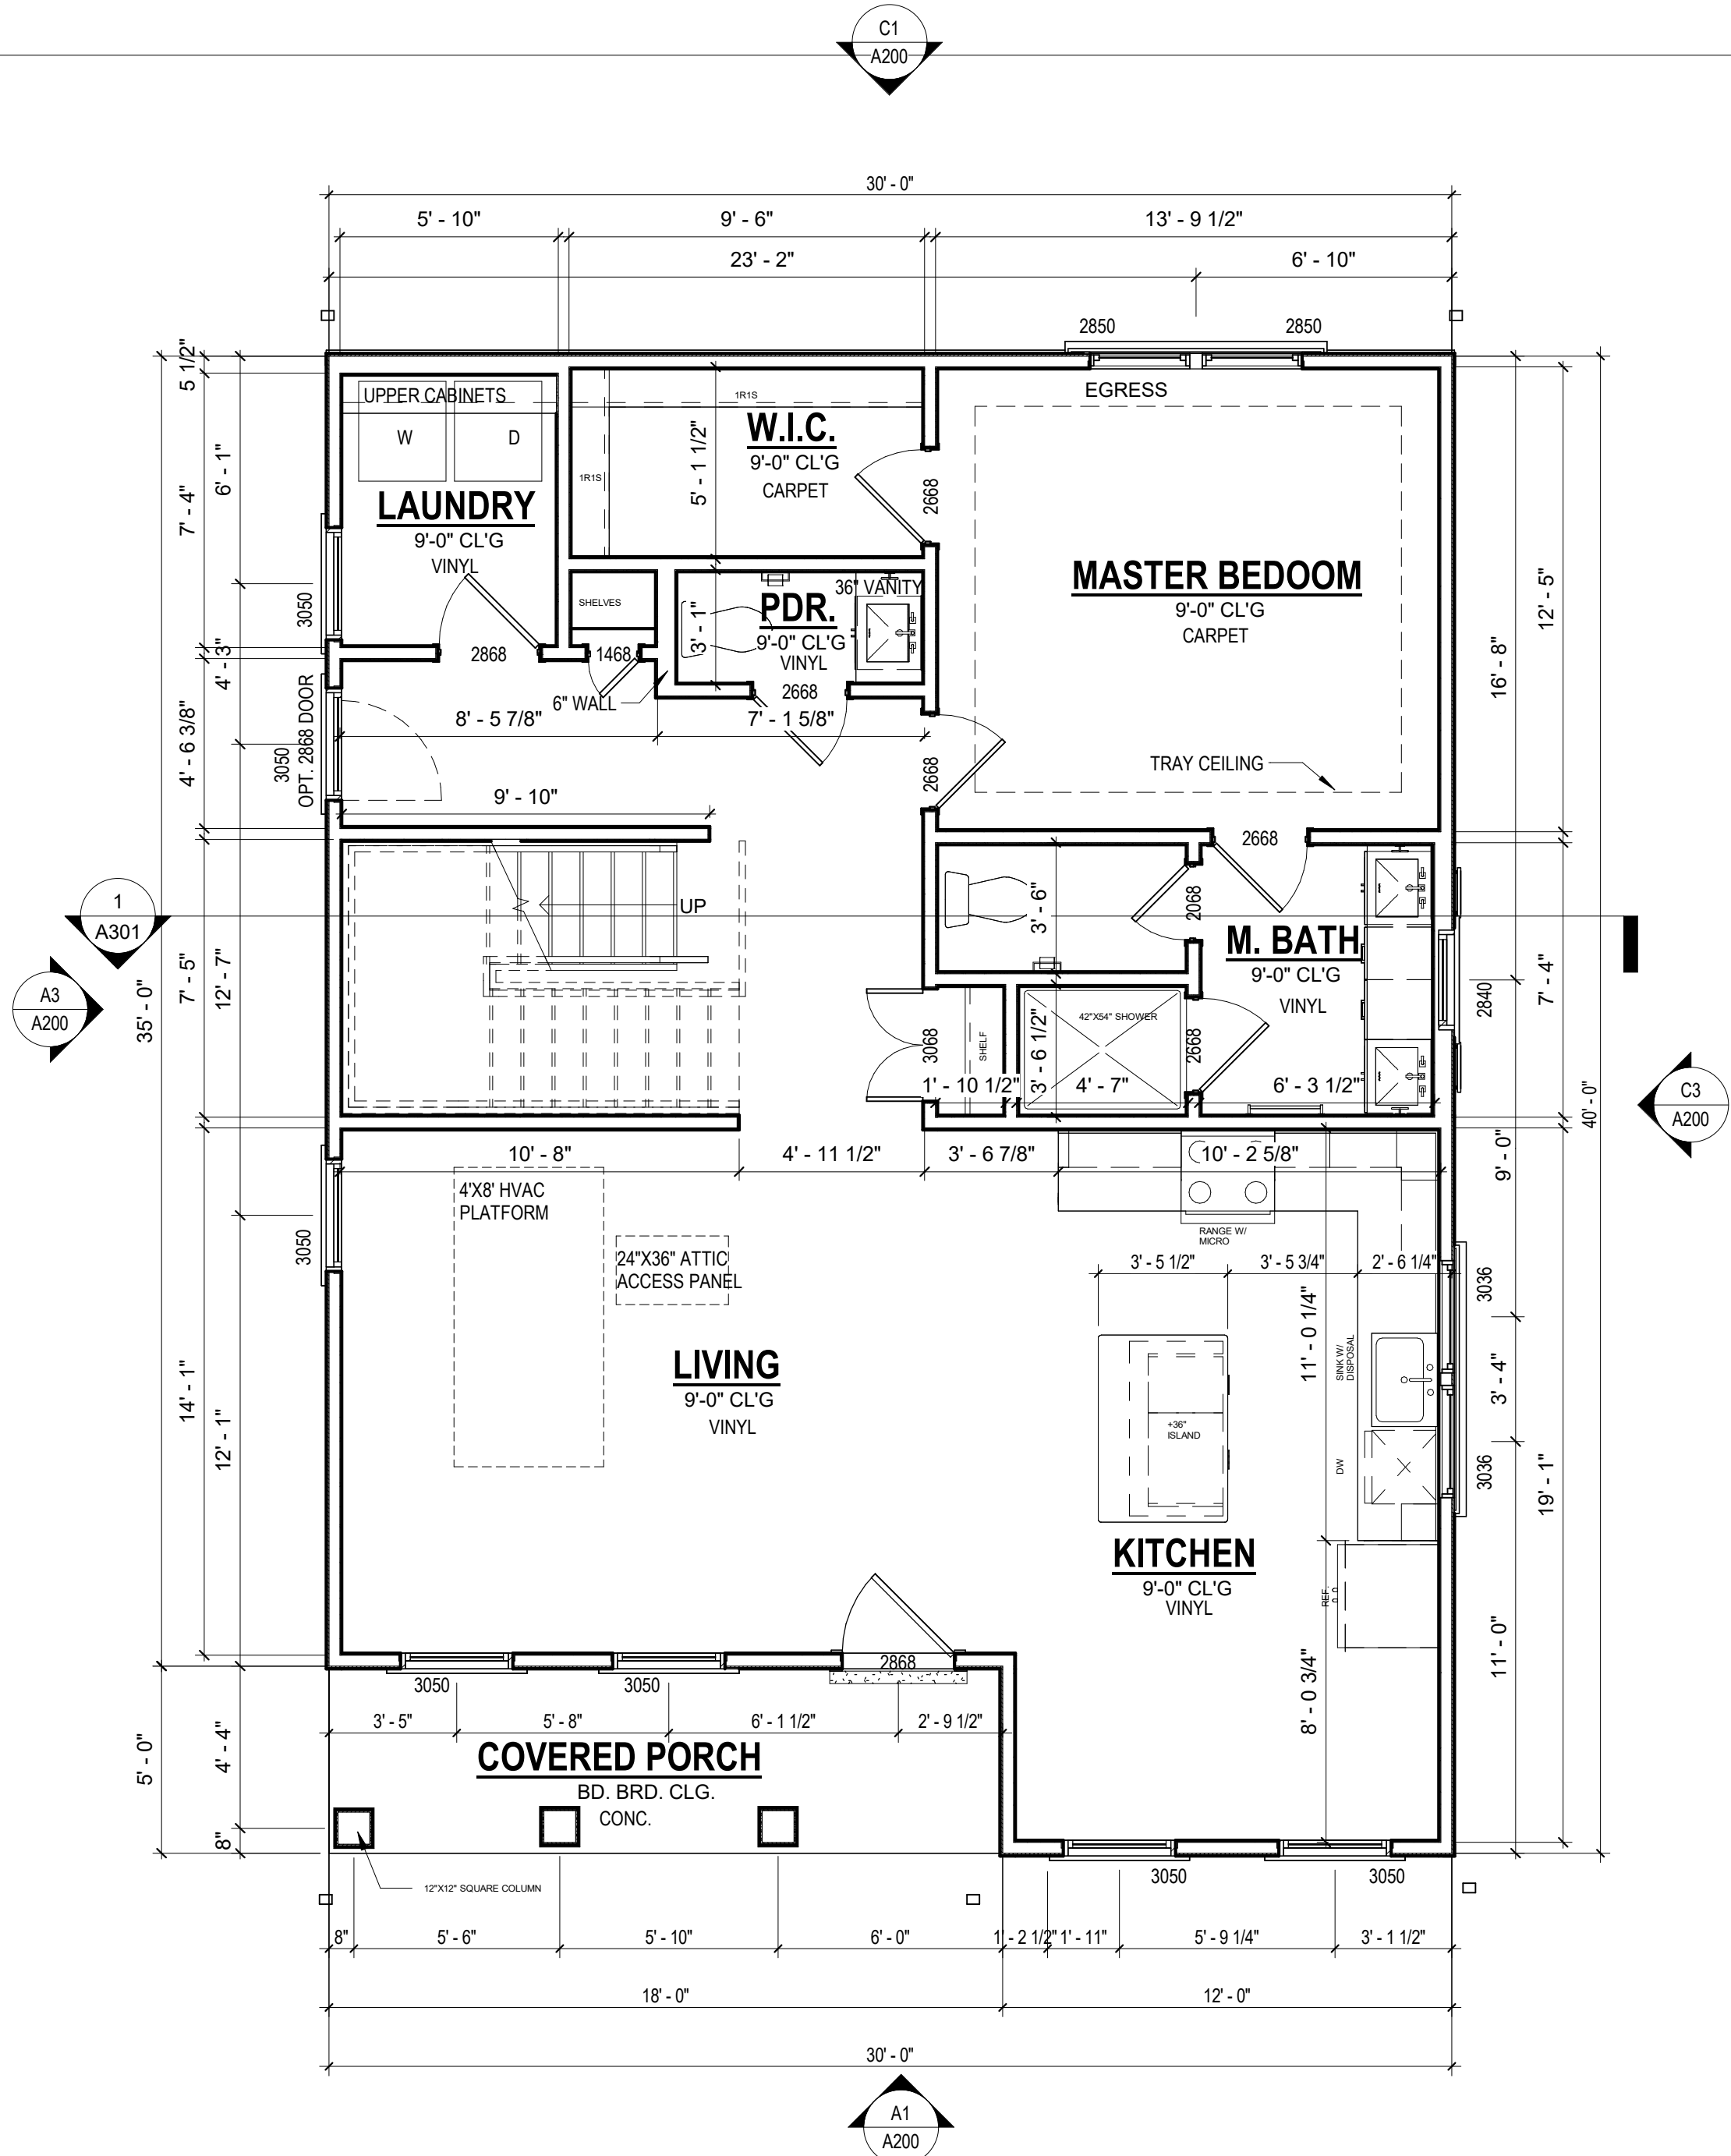 C1
A200
30' - 0"
5' - 10"
9' - 6"
13' - 9 1/2"
23' - 2"
6' - 10"
2850
2850
EGRESS
5 1/2"
6' - 1"
7' - 4"
3050
4' - 3"
4' - 6 3/8"
3050
OPT. 2868 DOOR
UPPER CABINETS
W
D
LAUNDRY
9'-0" CL'G
VINYL
2868
1R1S
1R1S
W.I.C.
9'-0" CL'G
CARPET
5' - 1 1/2"
2668
SHELVES
1468
6" WALL
36" VANITY
PDR.
9'-0" CL'G
VINYL
3' - 1"
2668
8' - 5 7/8"
7' - 1 5/8"
9' - 10"
2668
MASTER BEDOOM
9'-0" CL'G
CARPET
TRAY CEILING
12' - 5"
16' - 8"
2668
UP
1
A301
A3
A200
35' - 0"
7' - 5"
12' - 7"
3' - 6"
2068
M. BATH
9'-0" CL'G
VINYL
2840
7' - 4"
3068
SHELF
42"X54" SHOWER
3' - 6 1/2"
2668
1' - 10 1/2"
4' - 7"
6' - 3 1/2"
C3
A200
40' - 0"
9' - 0"
10' - 8"
4' - 11 1/2"
3' - 6 7/8"
10' - 2 5/8"
4'X8' HVAC
PLATFORM
24"X36" ATTIC
ACCESS PANEL
RANGE W/
MICRO
3' - 5 1/2"
3' - 5 3/4"
2' - 6 1/4"
3050
3036
11' - 0 1/4"
SINK W/
DISPOSAL
3' - 4"
LIVING
9'-0" CL'G
VINYL
+36"
ISLAND
DW
3036
14' - 1"
12' - 1"
19' - 1"
KITCHEN
9'-0" CL'G
VINYL
REF.
11' - 0"
8' - 0 3/4"
2868
3050
3050
3' - 5"
5' - 8"
6' - 1 1/2"
2' - 9 1/2"
COVERED PORCH
BD. BRD. CLG.
CONC.
5' - 0"
4' - 4"
8"
12"X12" SQUARE COLUMN
3050
3050
8"
5' - 6"
5' - 10"
6' - 0"
1' - 2 1/2"
1' - 11"
5' - 9 1/4"
3' - 1 1/2"
18' - 0"
12' - 0"
30' - 0"
A1
A200